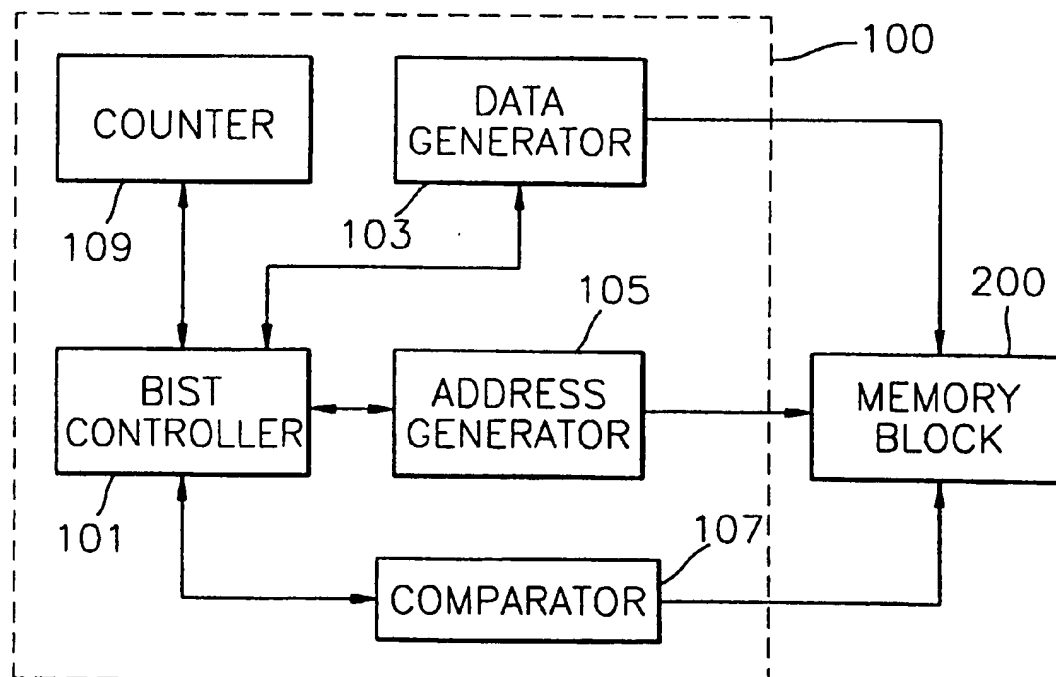 100
COUNTER
DATA
GENERATOR
109
103
105
200
BIST
CONTROLLER
ADDRESS
GENERATOR
MEMORY
BLOCK
101
107
COMPARATOR